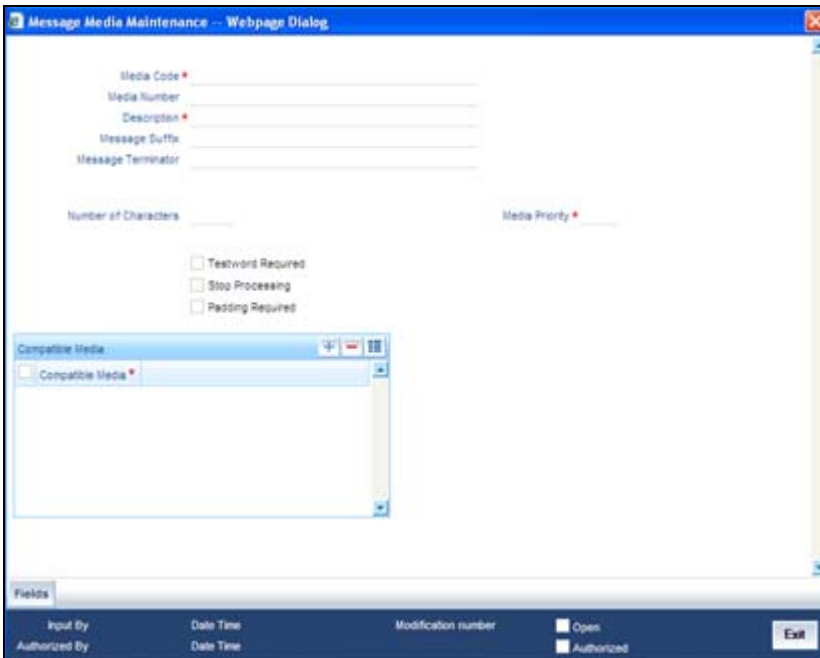 Message Media Maintenance -- Webpage Dialog
Media Code *
Media Number
Description *
Message Suffix
Message Terminator
Number of Characters
Media Priority *
Testword Required
Stop Processing
Padding Required
Compatible Media
Compatible Media *
Fields
Input By
Date Time
Modification number
Open
Exit
Authorized By
Date Time
Authorized